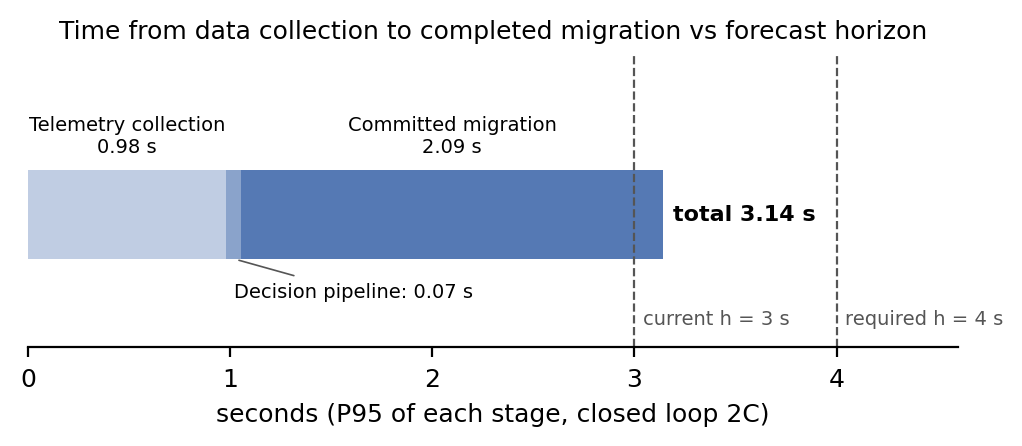 Time from data collection to completed migration vs forecast horizon
Telemetry collection
0.98 s
Committed migration
2.09 s
total 3.14 s
Decision pipeline: 0.07 s
current h = 3 s
required h = 4 s
0 1 2 3 4
seconds (P95 of each stage, closed loop 2C)